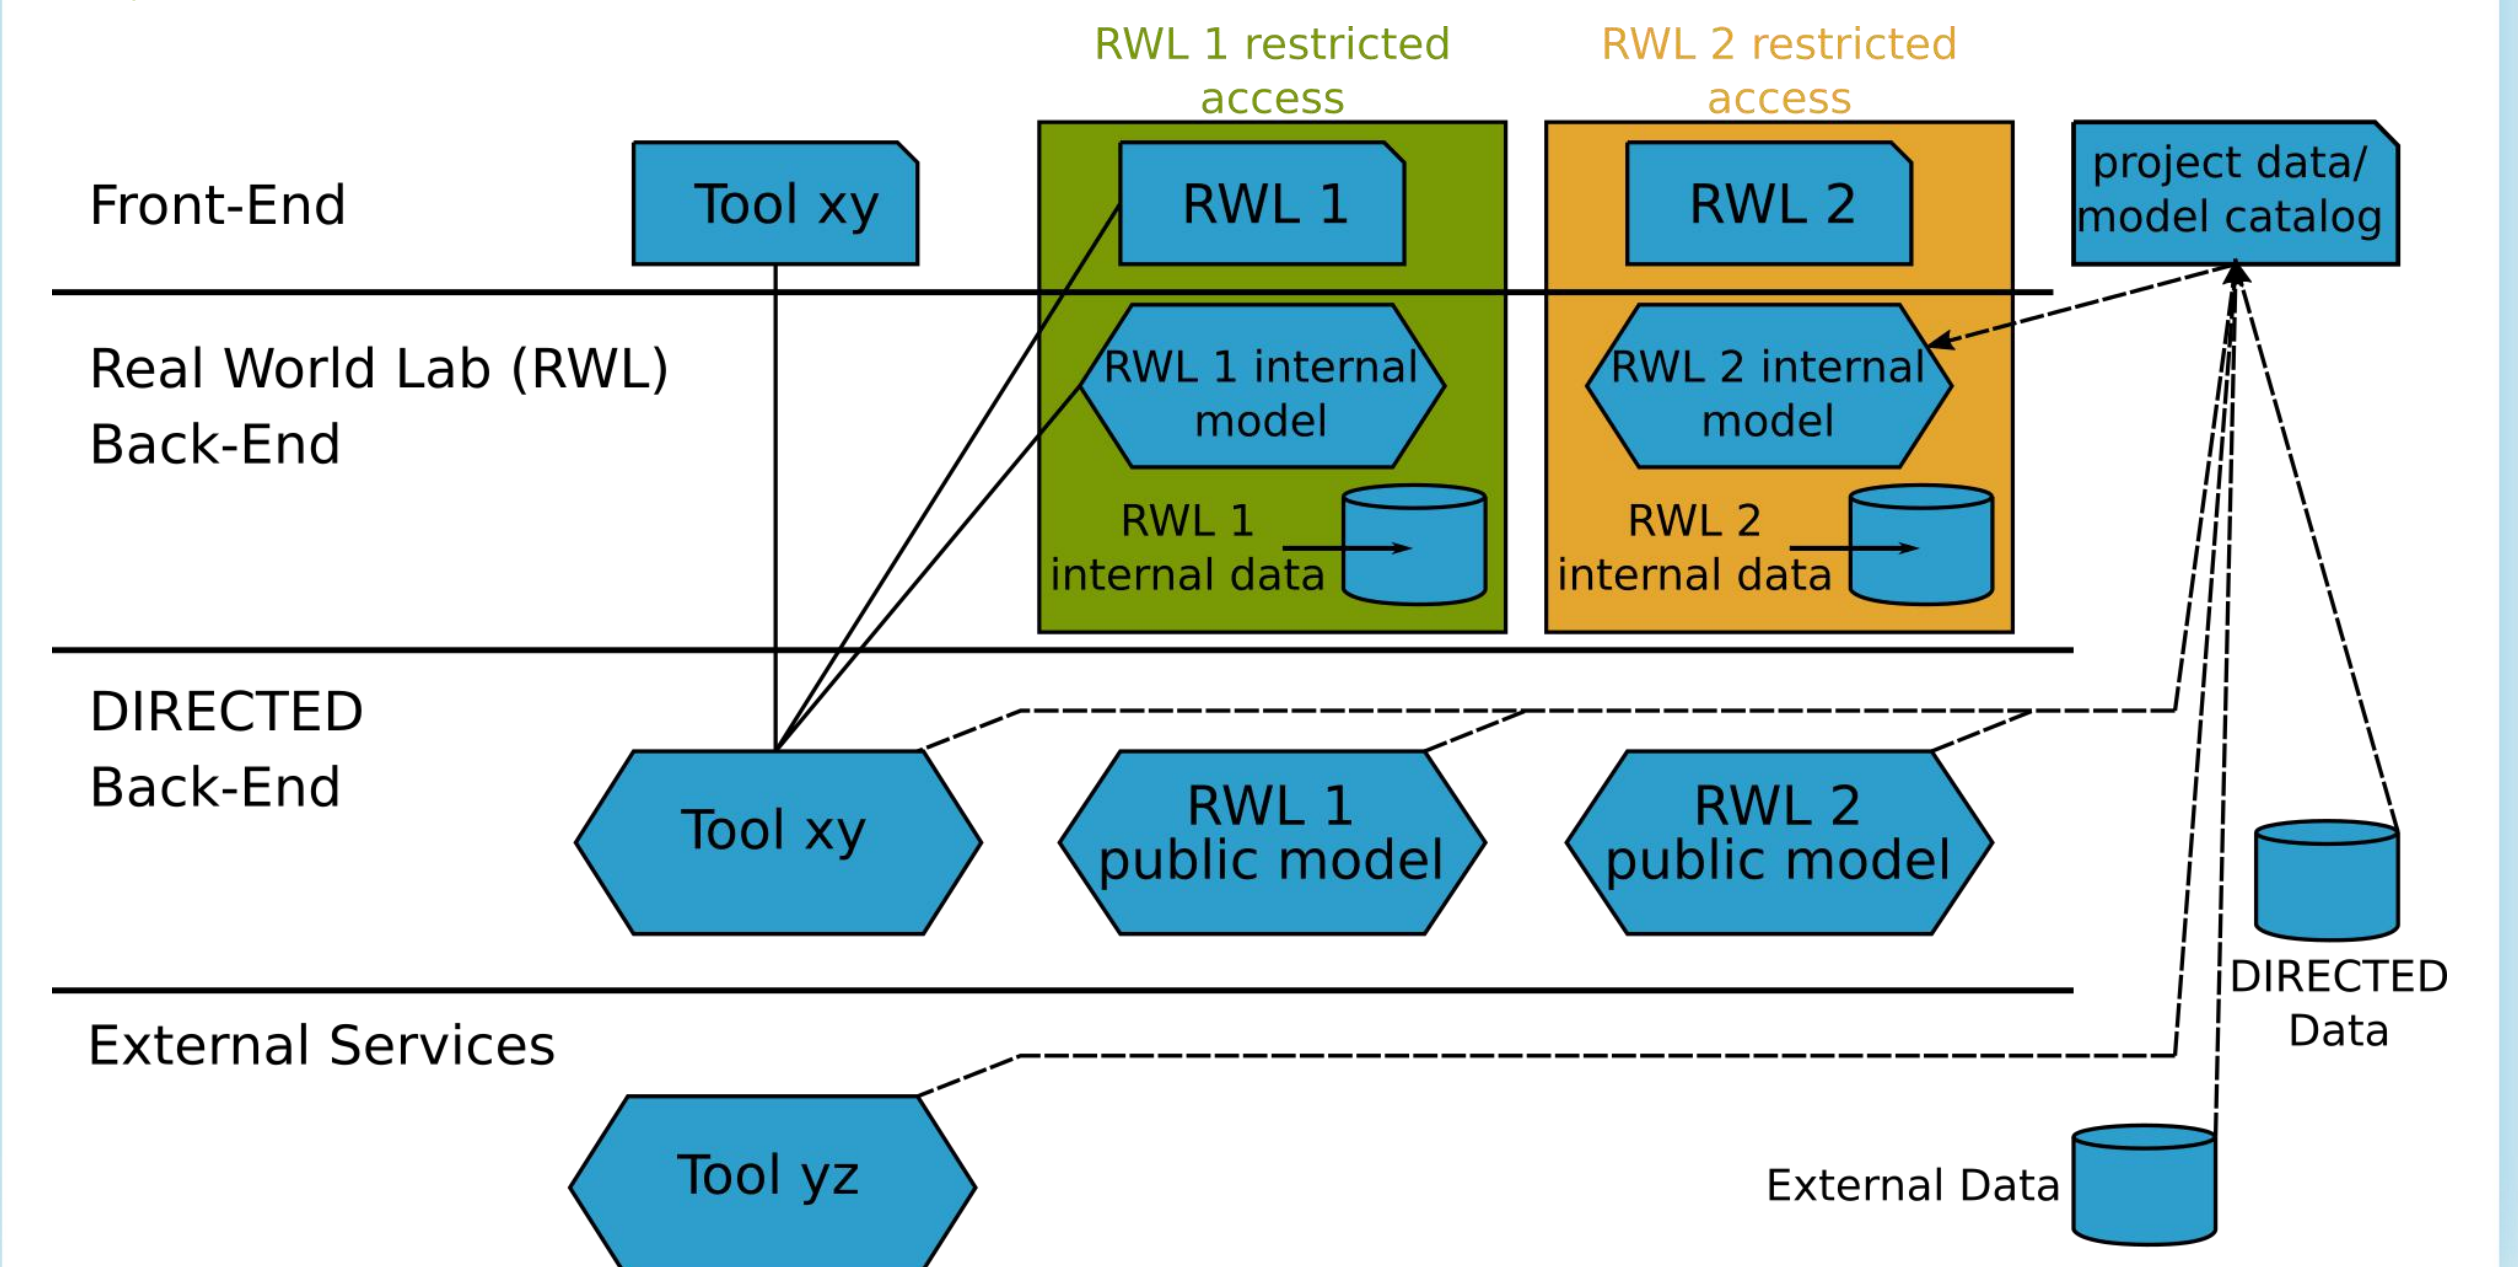 RWL 1 restricted
access
RWL 2 restricted
access
Front-End
Tool xy
RWL 1
RWL 2
project data/
model catalog
Real World Lab (RWL)
Back-End
RWL 1 internal
model
RWL 2 internal
model
RWL 1
internal data
RWL 2
internal data
DIRECTED
Back-End
Tool xy
RWL 1
public model
RWL 2
public model
DIRECTED
Data
External Services
Tool yz
External Data